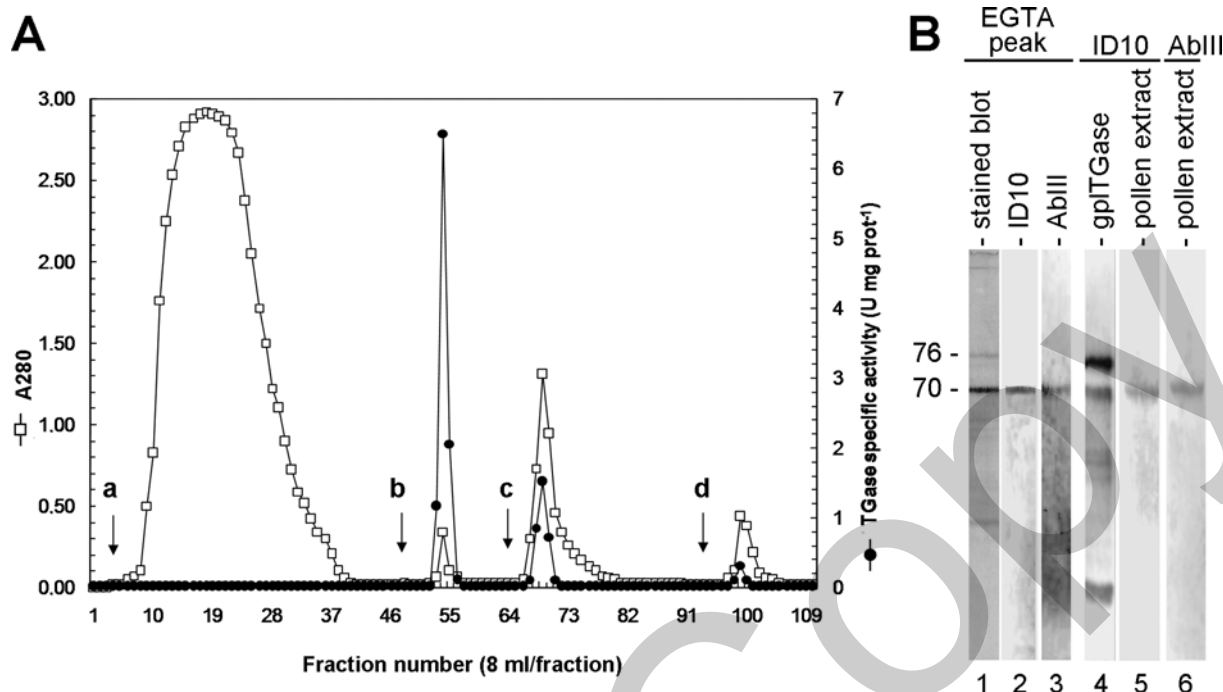 A
3.00
2.50
2.00
1.50
1.00
0.50
0.00
A280
a
b
c
d
7
6
5
4
3
2
1
0
TGase specific activity (U mg prot-1)
1 10 19 28 37 46 55 64 73 82 91 100 109
Fraction number (8 ml/fraction)
B
EGTA
peak
ID10
AbIII
- stained blot
- ID10
- AbIII
- gplTGase
- pollen extract
- pollen extract
76 -
70 -
1 2 3 4 5 6
Copy